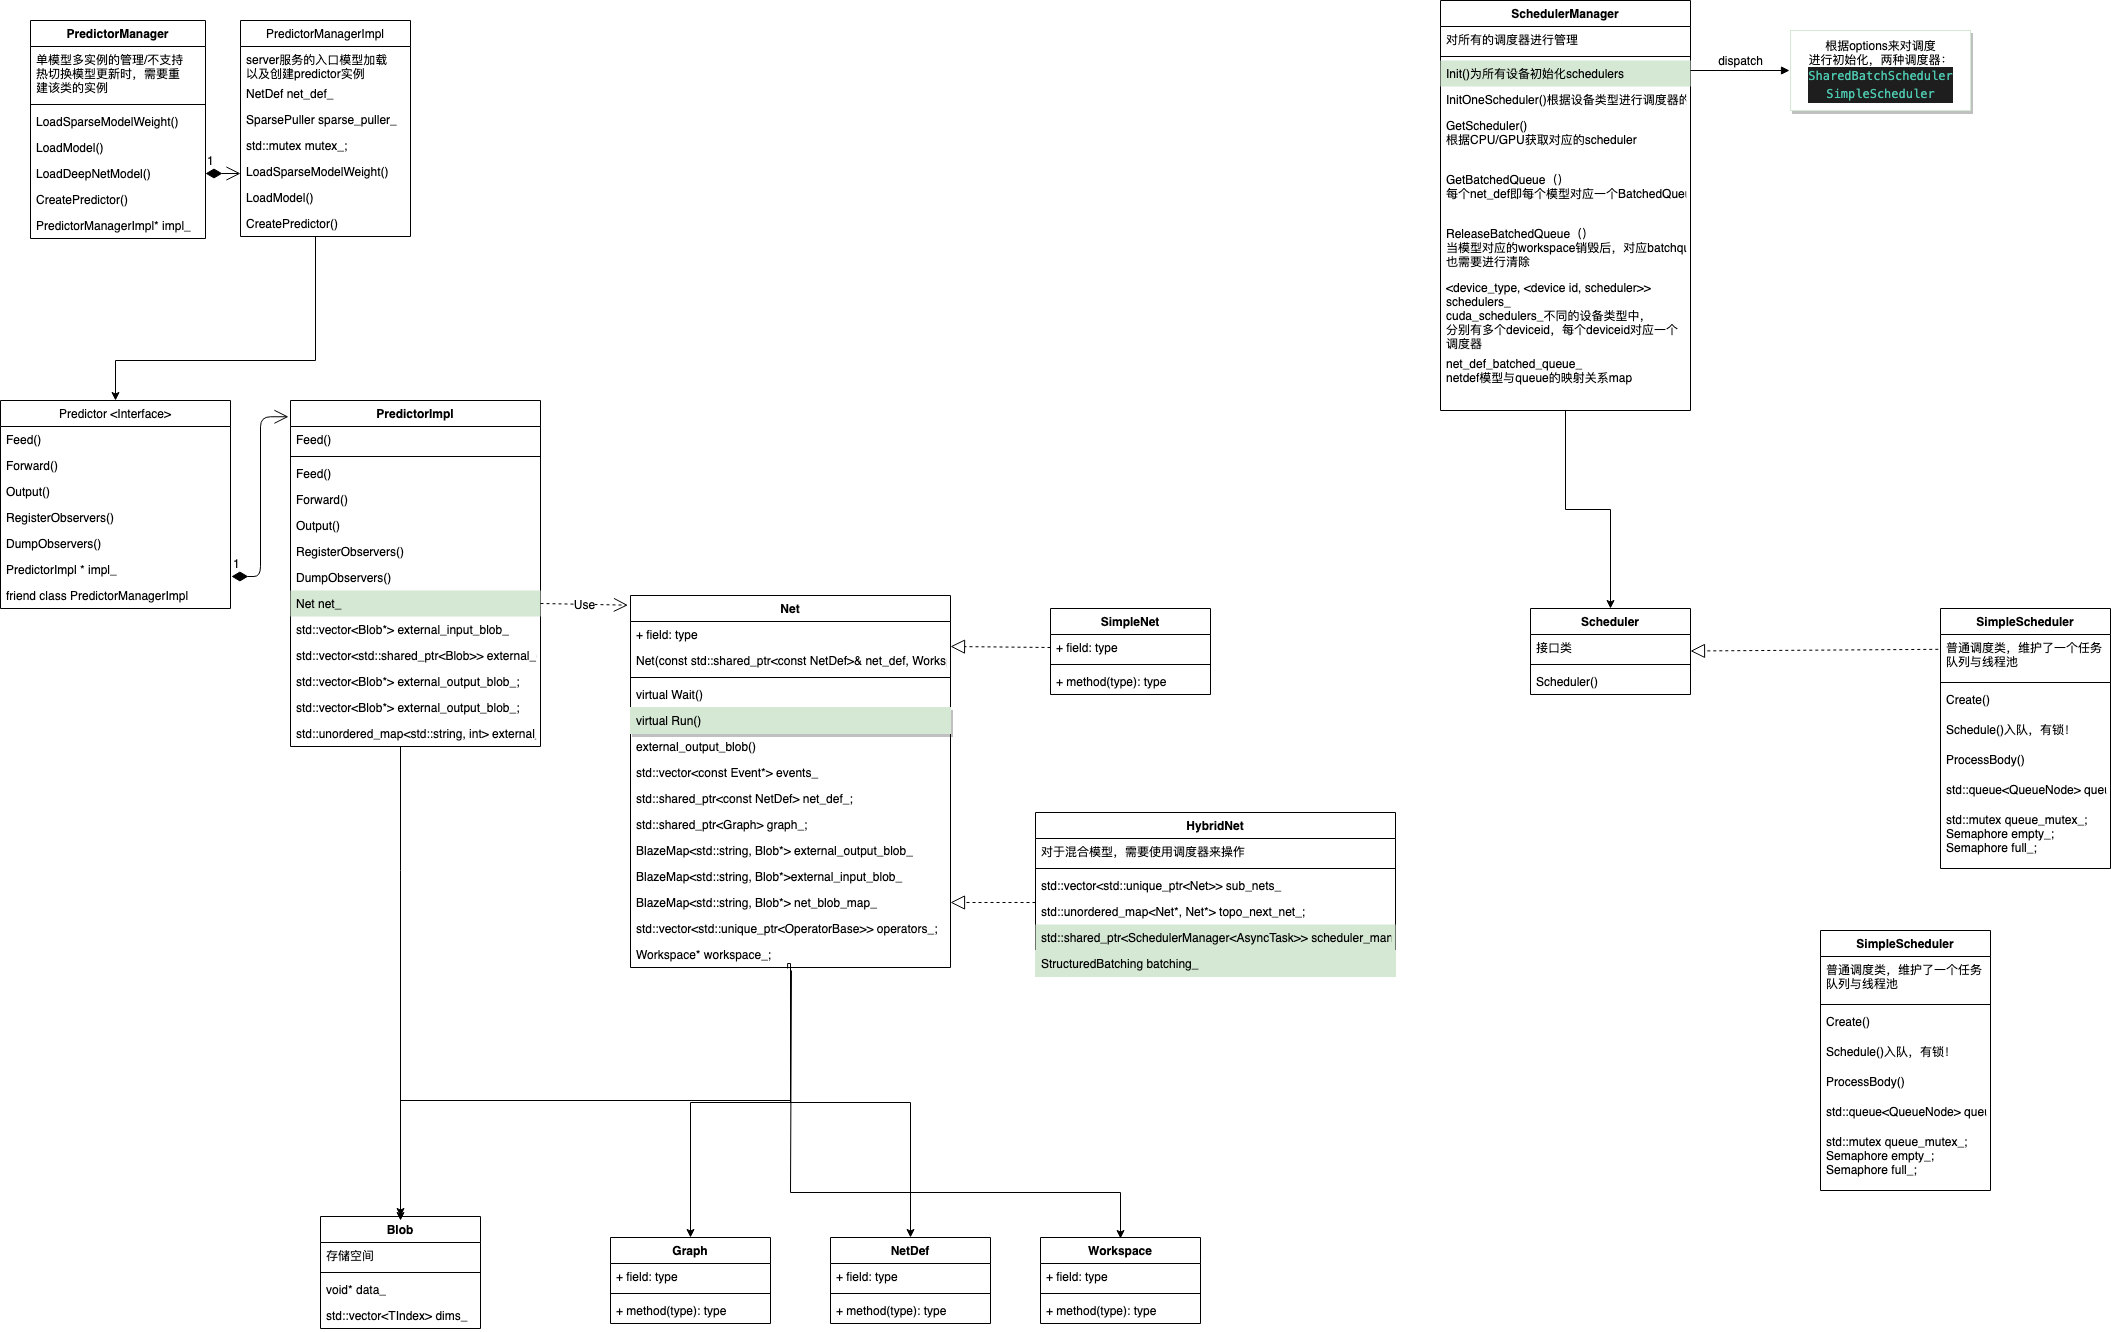 PredictorManager
单模型多实例的管理/不支持
热切换模型更新时，需要重
建该类的实例
LoadSparseModelWeight()
LoadModel()
LoadDeepNetModel()
CreatePredictor()
PredictorManagerImpl* impl_
1
PredictorManagerImpl
server服务的入口模型加载
以及创建predictor实例
NetDef net_def_
SparsePuller sparse_puller_
std::mutex mutex_;
LoadSparseModelWeight()
LoadModel()
CreatePredictor()
SchedulerManager
对所有的调度器进行管理
Init()为所有设备初始化schedulers
InitOneScheduler()根据设备类型进行调度器的
GetScheduler()
根据CPU/GPU获取对应的scheduler
GetBatchedQueue（）
每个net_def即每个模型对应一个BatchedQueu
ReleaseBatchedQueue（）
当模型对应的workspace销毁后，对应batchqu
也需要进行清除
<device_type, <device id, scheduler>>
schedulers_
cuda_schedulers_不同的设备类型中，
分别有多个deviceid，每个deviceid对应一个
调度器
net_def_batched_queue_
netdef模型与queue的映射关系map
dispatch
根据options来对调度
进行初始化，两种调度器：
SharedBatchScheduler
SimpleScheduler
Predictor <Interface>
Feed()
Forward()
Output()
RegisterObservers()
DumpObservers()
PredictorImpl * impl_
friend class PredictorManagerImpl
1
PredictorImpl
Feed()
Feed()
Forward()
Output()
RegisterObservers()
DumpObservers()
Net net_
std::vector<Blob*> external_input_blob_
std::vector<std::shared_ptr<Blob>> external_
std::vector<Blob*> external_output_blob_;
std::vector<Blob*> external_output_blob_;
std::unordered_map<std::string, int> external_
Use
Net
+ field: type
Net(const std::shared_ptr<const NetDef>& net_def, Works
virtual Wait()
virtual Run()
external_output_blob()
std::vector<const Event*> events_
std::shared_ptr<const NetDef> net_def_;
std::shared_ptr<Graph> graph_;
BlazeMap<std::string, Blob*> external_output_blob_
BlazeMap<std::string, Blob*>external_input_blob_
BlazeMap<std::string, Blob*> net_blob_map_
std::vector<std::unique_ptr<OperatorBase>> operators_;
Workspace* workspace_;
SimpleNet
+ field: type
+ method(type): type
HybridNet
对于混合模型，需要使用调度器来操作
std::vector<std::unique_ptr<Net>> sub_nets_
std::unordered_map<Net*, Net*> topo_next_net_;
std::shared_ptr<SchedulerManager<AsyncTask>> scheduler_man
StructuredBatching batching_
Scheduler
接口类
Scheduler()
SimpleScheduler
普通调度类，维护了一个任务
队列与线程池
Create()
Schedule()入队，有锁！
ProcessBody()
std::queue<QueueNode> queu
std::mutex queue_mutex_;
Semaphore empty_;
Semaphore full_;
SimpleScheduler
普通调度类，维护了一个任务
队列与线程池
Create()
Schedule()入队，有锁！
ProcessBody()
std::queue<QueueNode> queu
std::mutex queue_mutex_;
Semaphore empty_;
Semaphore full_;
Blob
存储空间
void* data_
std::vector<TIndex> dims_
Graph
+ field: type
+ method(type): type
NetDef
+ field: type
+ method(type): type
Workspace
+ field: type
+ method(type): type